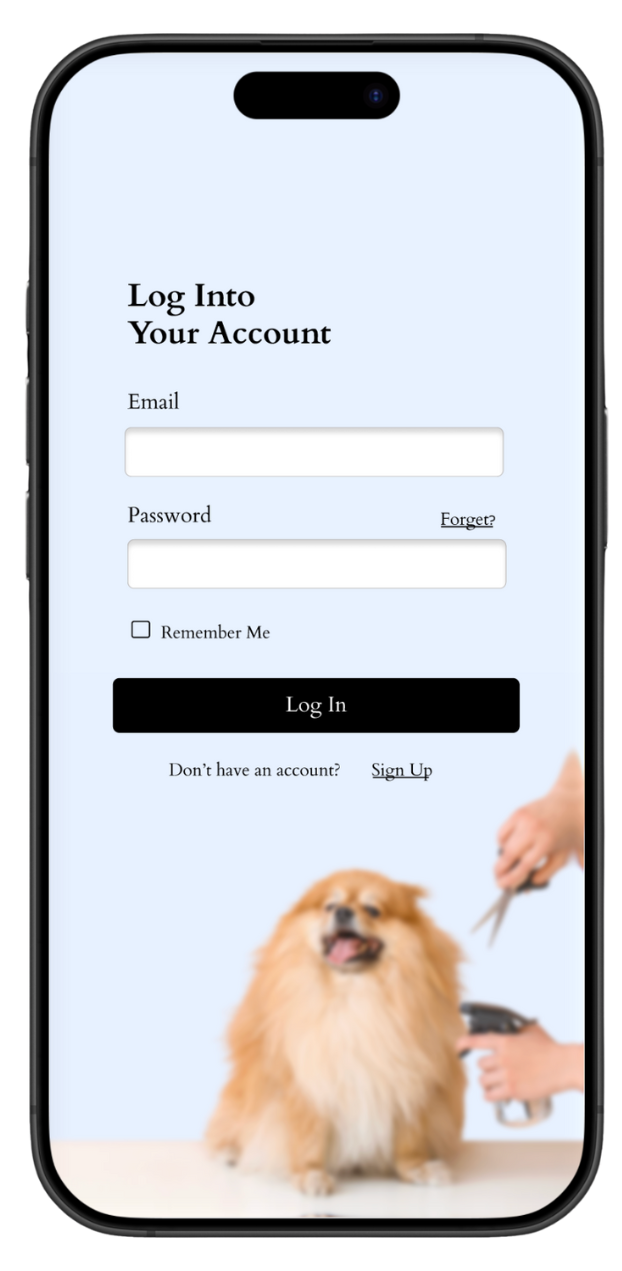 Log Into
Your Account
Email
Password
Forget?
Remember Me
Log In
Don't have an account? Sign Up